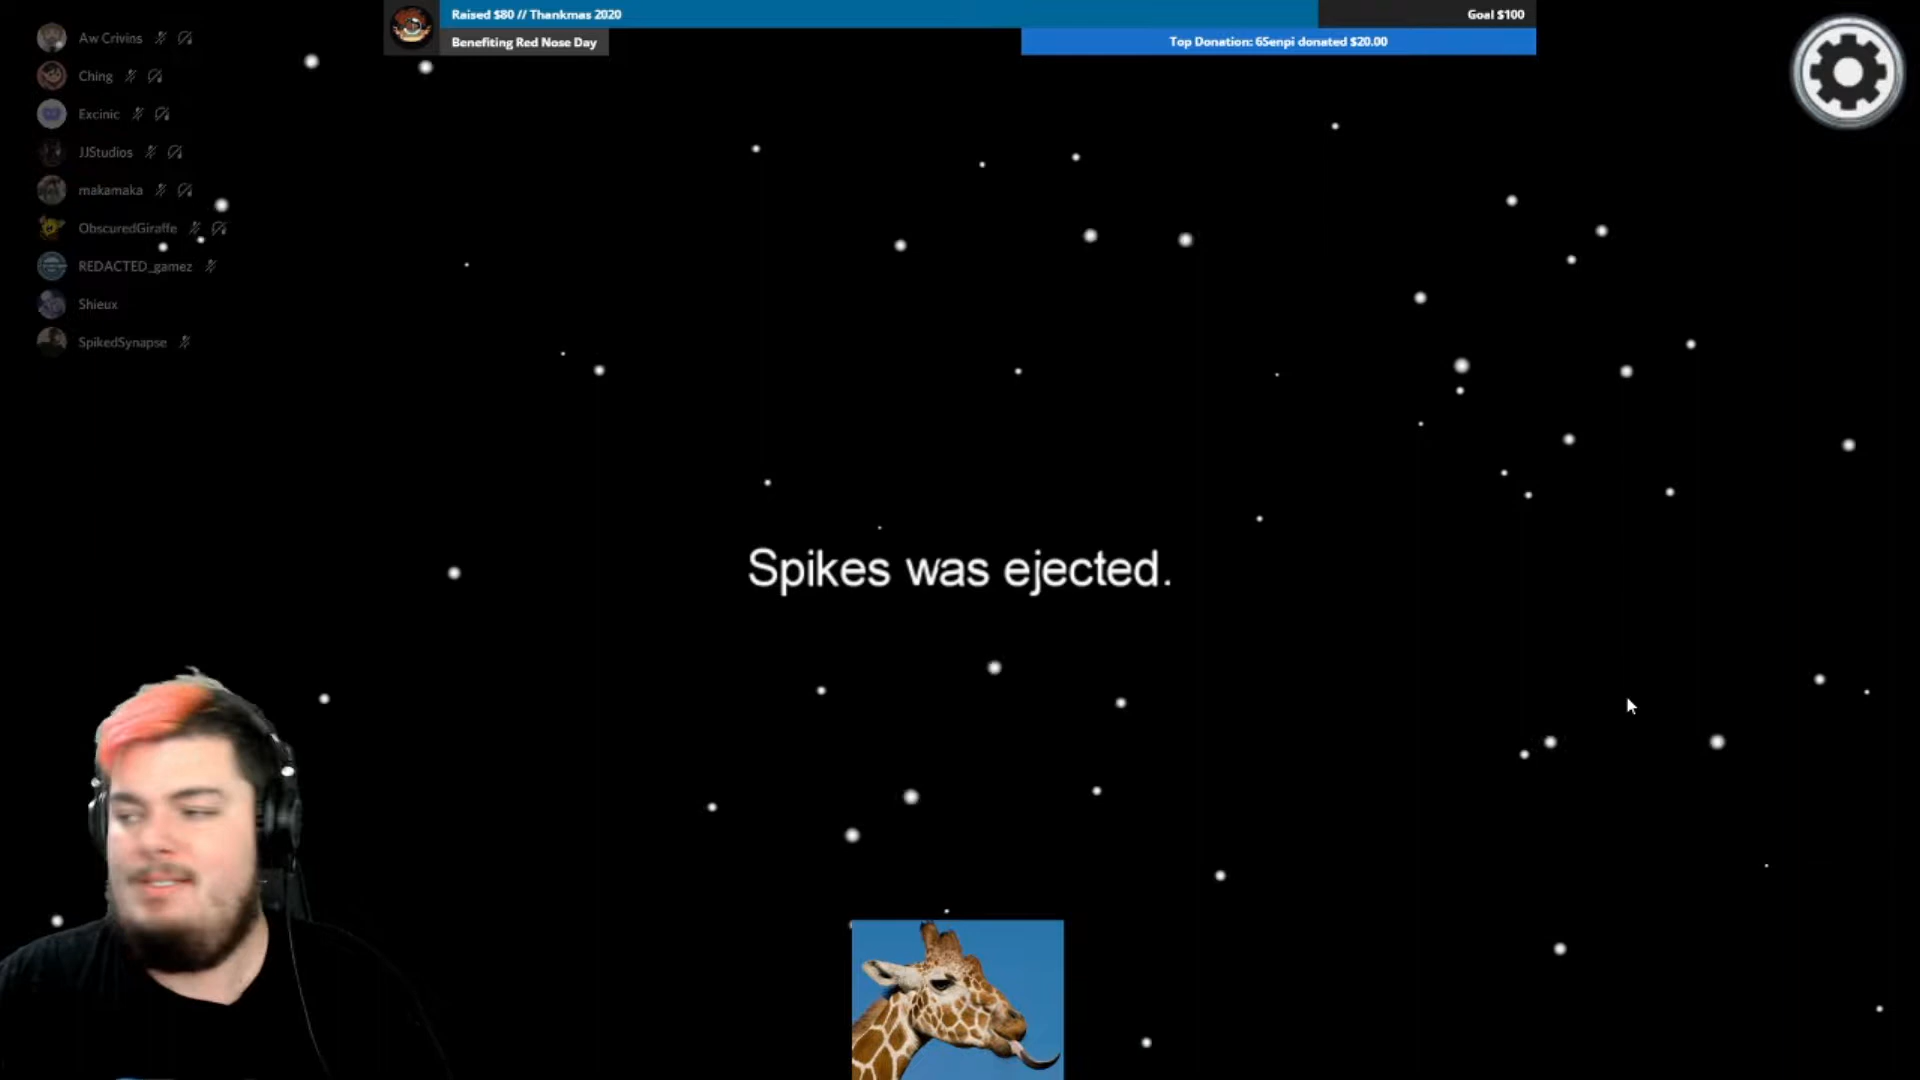 Raised $80 // Thankmas 2020
Goal $100
Benefiting Red Nose Day
Top Donation: 6Senpi donated $20.00
Aw Crivins
Ching
Excinic
JJStudios
makamaka
ObscuredGiraffe
REDACTED_gamez
Shieux
SpikedSynapse
Spikes was ejected.